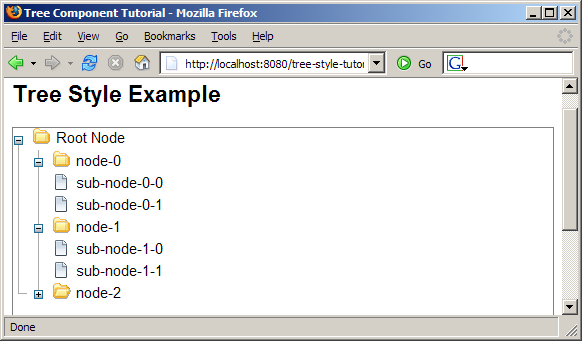 Tree Component Tutorial - Mozilla Firefox
File Edit View Go Bookmarks Tools Help
http://localhost:8080/tree-style-tutor Go G
Tree Style Example
Root Node
node-0
sub-node-0-0
sub-node-0-1
node-1
sub-node-1-0
sub-node-1-1
node-2
Done